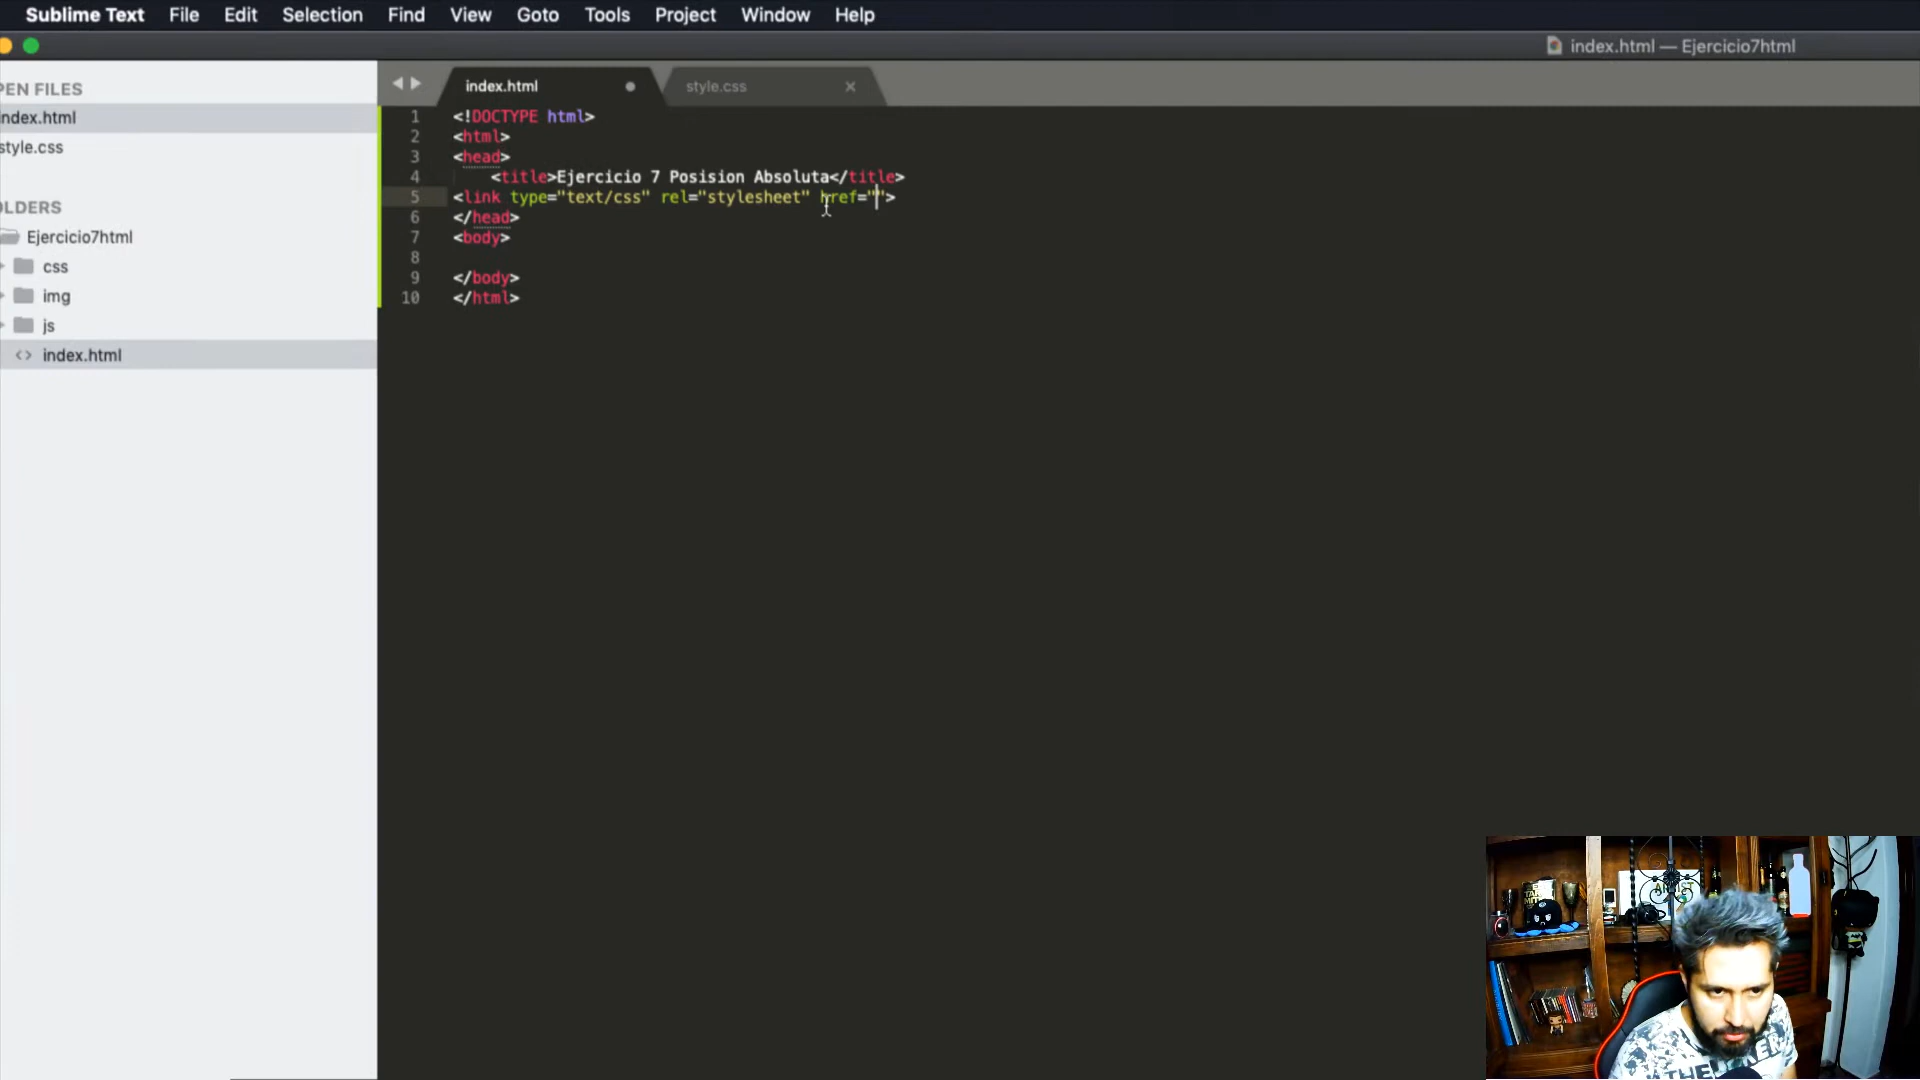 Sublime Text File Edit Selection Find View Goto Tools Project Window Help
index.html — Ejercicio7html
PEN FILES
index.html
style.css
OLDERS
Ejercicio7html
css
img
js
index.html
index.html
style.css
1 <!DOCTYPE html>
2 <html>
3 <head>
4 <title>Ejercicio 7 Posision Absoluta</title>
5 <link type="text/css" rel="stylesheet" href="">
6 </head>
7 <body>
8
9 </body>
10 </html>